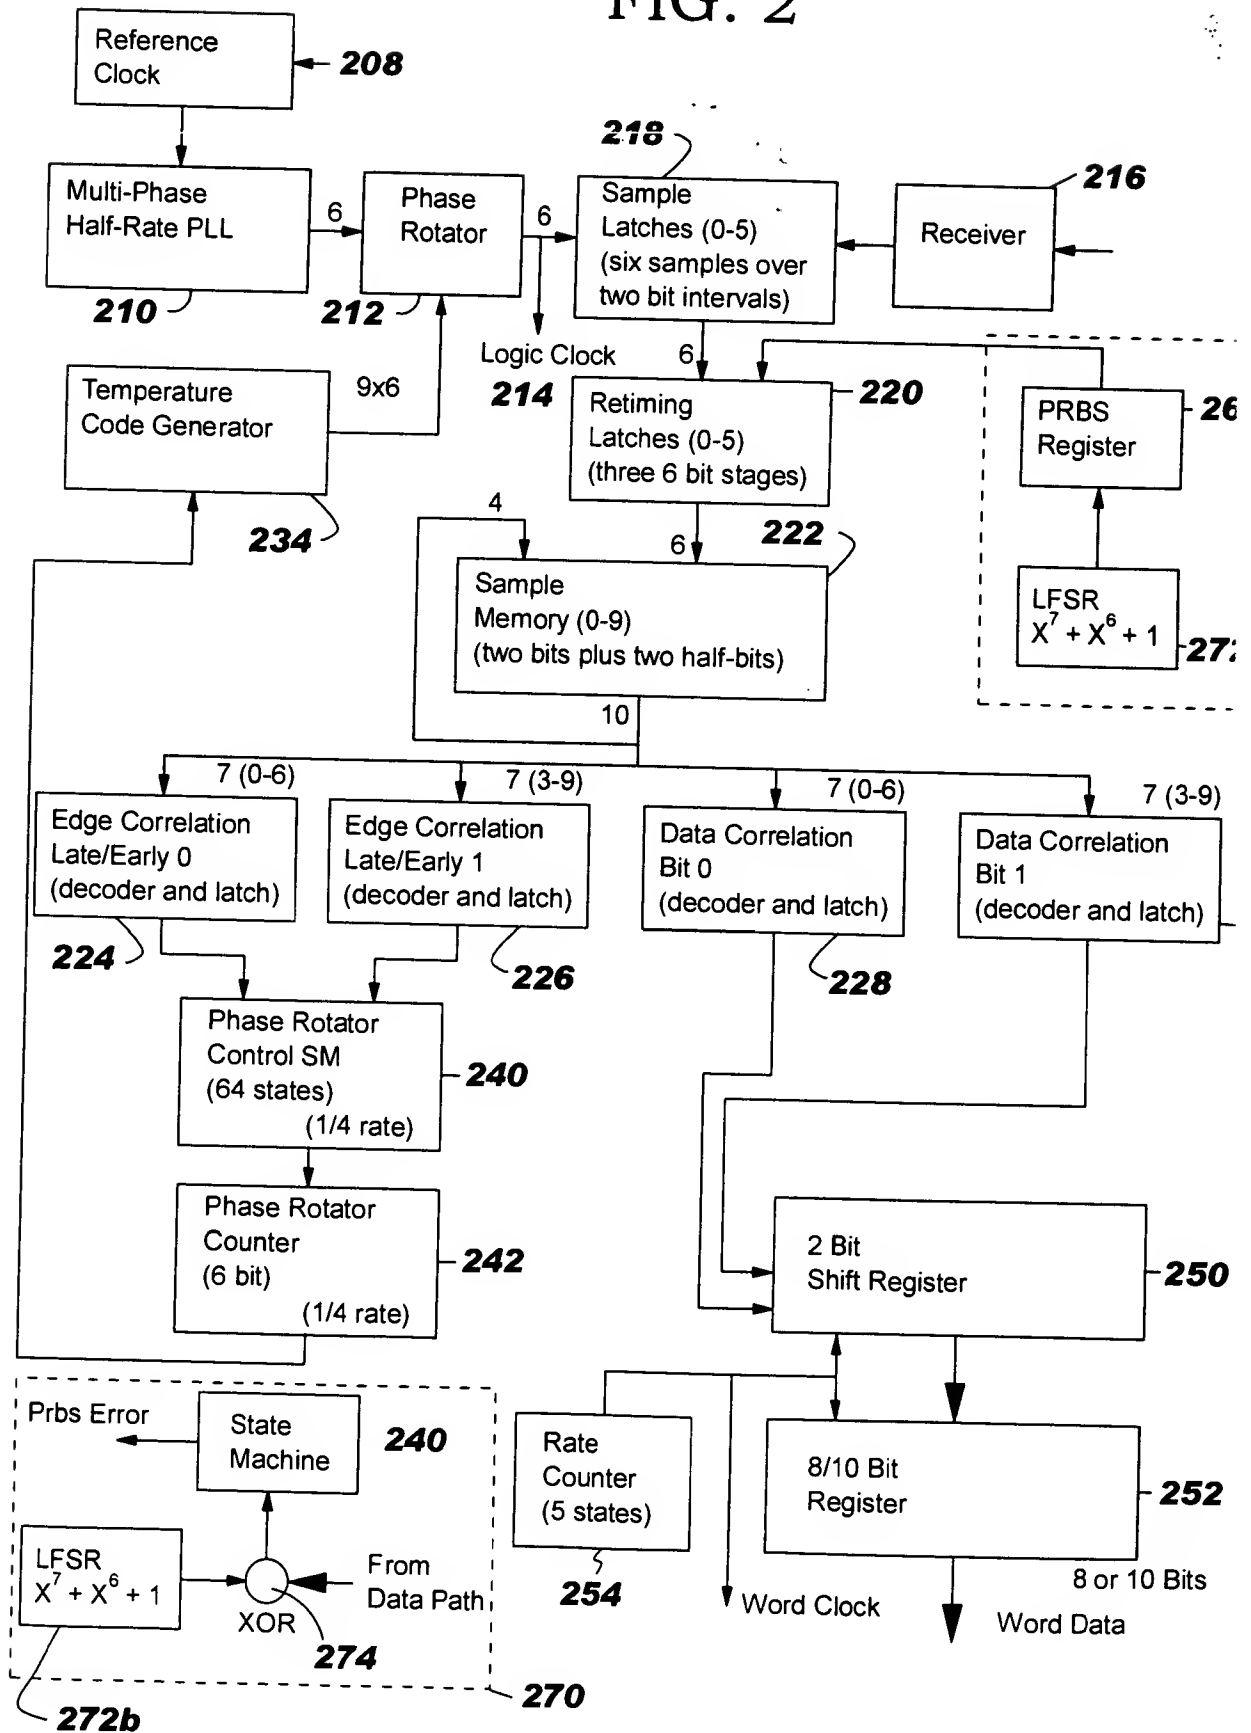 FIG. 2
Reference
Clock
208
218
216
Multi-Phase
Half-Rate PLL
6
Phase
Rotator
6
Sample
Latches (0-5)
(six samples over
two bit intervals)
Receiver
210
212
Logic Clock
214
6
220
Temperature
Code Generator
9x6
Retiming
Latches (0-5)
(three 6 bit stages)
PRBS
Register
26
234
4
6
222
Sample
Memory (0-9)
(two bits plus two half-bits)
LFSR
X^7 + X^6 + 1
272
10
7 (0-6)
7 (3-9)
7 (0-6)
7 (3-9)
Edge Correlation
Late/Early 0
(decoder and latch)
Edge Correlation
Late/Early 1
(decoder and latch)
Data Correlation
Bit 0
(decoder and latch)
Data Correlation
Bit 1
(decoder and latch)
224
226
228
Phase Rotator
Control SM
(64 states)
(1/4 rate)
240
Phase Rotator
Counter
(6 bit)
(1/4 rate)
242
2 Bit
Shift Register
250
Prbs Error
State
Machine
240
Rate
Counter
(5 states)
8/10 Bit
Register
252
LFSR
X^7 + X^6 + 1
XOR
From
Data Path
254
Word Clock
8 or 10 Bits
Word Data
274
270
272b